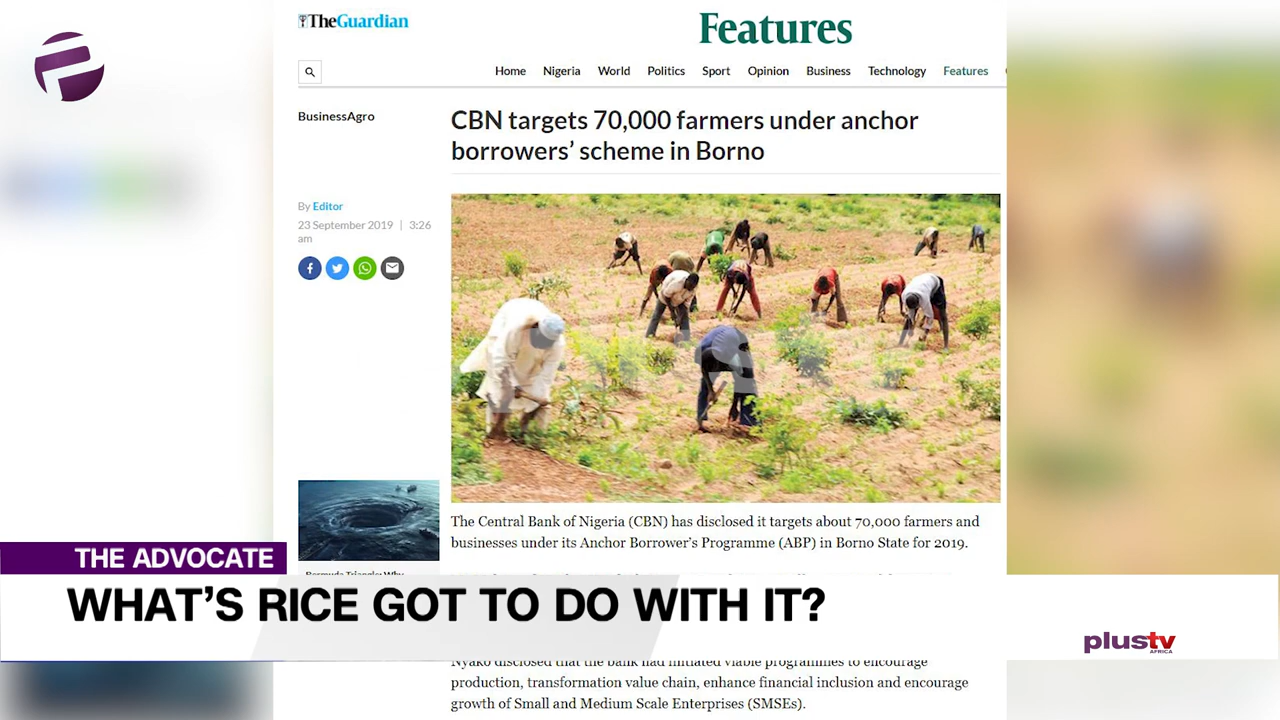 TheGuardian
Features
Home Nigeria World Politics Sport Opinion Business Technology Features
BusinessAgro
CBN targets 70,000 farmers under anchor
borrowers' scheme in Borno
By Editor
23 September 2019 | 3:26
am
The Central Bank of Nigeria (CBN) has disclosed it targets about 70,000 farmers and
businesses under its Anchor Borrower's Programme (ABP) in Borno State for 2019.
Bermuda Triangle: Why
THE ADVOCATE
WHAT'S RICE GOT TO DO WITH IT?
plustv
AFRICA
Nyako disclosed that the bank had initiated viable programmes to encourage
production, transformation value chain, enhance financial inclusion and encourage
growth of Small and Medium Scale Enterprises (SMSEs).